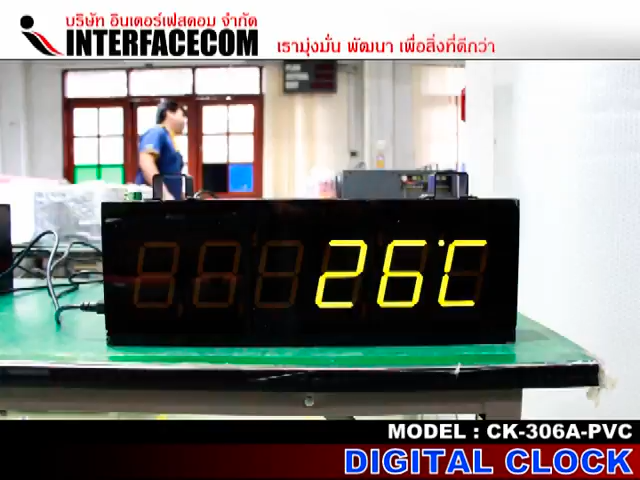 บริษัท อินเตอร์เฟสคอม จำกัด
INTERFACECOM
เรามุ่งมั่น พัฒนา เพื่อสิ่งที่ดีกว่า
26°C
MODEL : CK-306A-PVC
DIGITAL CLOCK